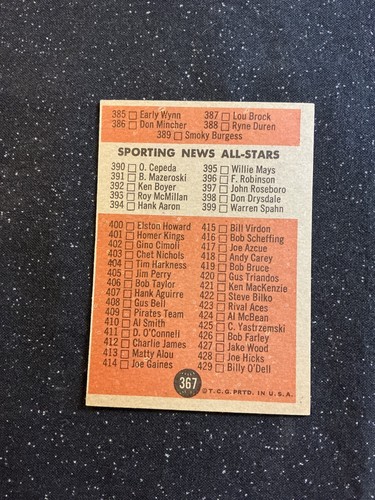 385 Early Wynn 387 Lou Brock
386 Don Mincher 388 Ryne Duren
389 Smoky Burgess
SPORTING NEWS ALL-STARS
390 O. Cepeda
391 B. Mazeroski
392 Ken Boyer
393 Roy McMillan
394 Hank Aaron
395 Willie Mays
396 F. Robinson
397 John Roseboro
398 Don Drysdale
399 Warren Spahn
400 Elston Howard
401 Homer Kings
402 Gino Cimoli
403 Chet Nichols
404 Tim Harkness
405 Jim Perry
406 Bob Taylor
407 Hank Aguirre
408 Gus Bell
409 Pirates Team
410 Al Smith
411 D. O'Connell
412 Charlie James
413 Matty Alou
414 Joe Gaines
415 Bill Virdon
416 Bob Scheffing
417 Joe Azcue
418 Andy Carey
419 Bob Bruce
420 Gus Triandos
421 Ken MacKenzie
422 Steve Bilko
423 Rival Aces
424 Al McBean
425 C. Yastrzemski
426 Bob Farley
427 Jake Wood
428 Joe Hicks
429 Billy O'Dell
367
© T.C.G. PRTD. IN U.S.A.